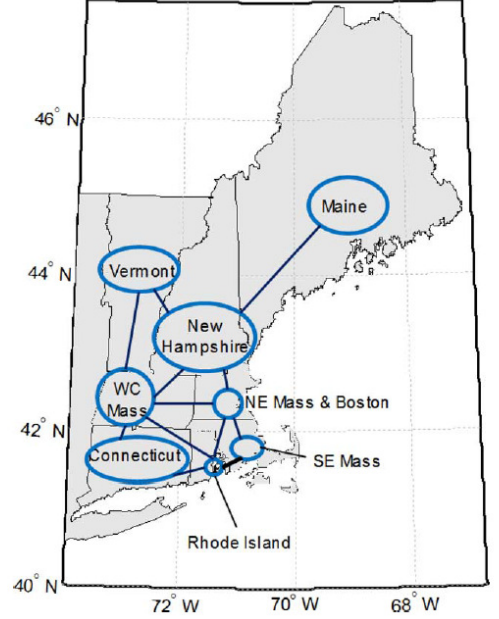 46° N
Maine
44° N
Vermont
New
Hampshire
WC
Mass
NE Mass & Boston
42° N
Connecticut
SE Mass
Rhode Island
40° N
72° W
70° W
68° W